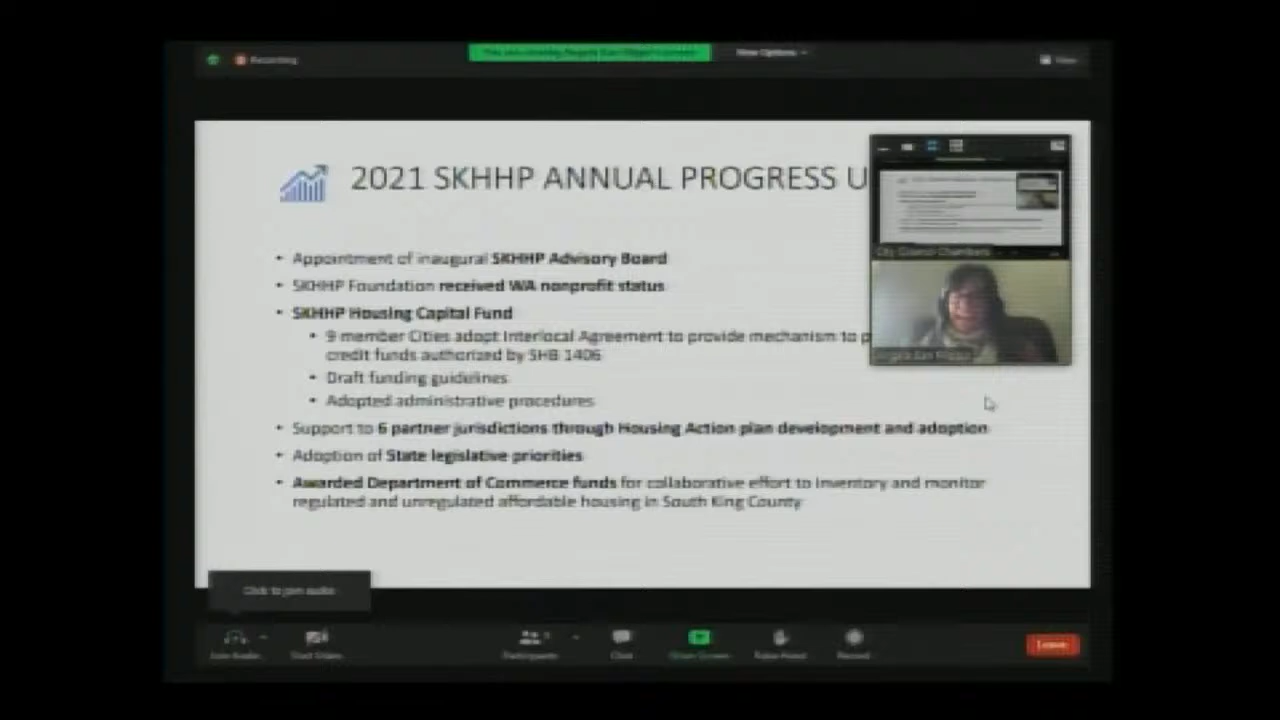 Recording
View Options
View
2021 SKHHP ANNUAL PROGRESS U
• Appointment of inaugural SKHHP Advisory Board
• SKHHP Foundation received WA nonprofit status
• SKHHP Housing Capital Fund
• 9 member Cities adopt Interlocal Agreement to provide mechanism to p
credit funds authorized by SHB 1406
• Draft funding guidelines
• Adopted administrative procedures
• Support to 6 partner jurisdictions through Housing Action plan development and adoption
• Adoption of State legislative priorities
• Awarded Department of Commerce funds for collaborative effort to inventory and monitor
regulated and unregulated affordable housing in South King County
City Council Chambers
Click to join audio
Join Audio
Start Video
Participants
Chat
Share Screen
Raise Hand
Record
Leave